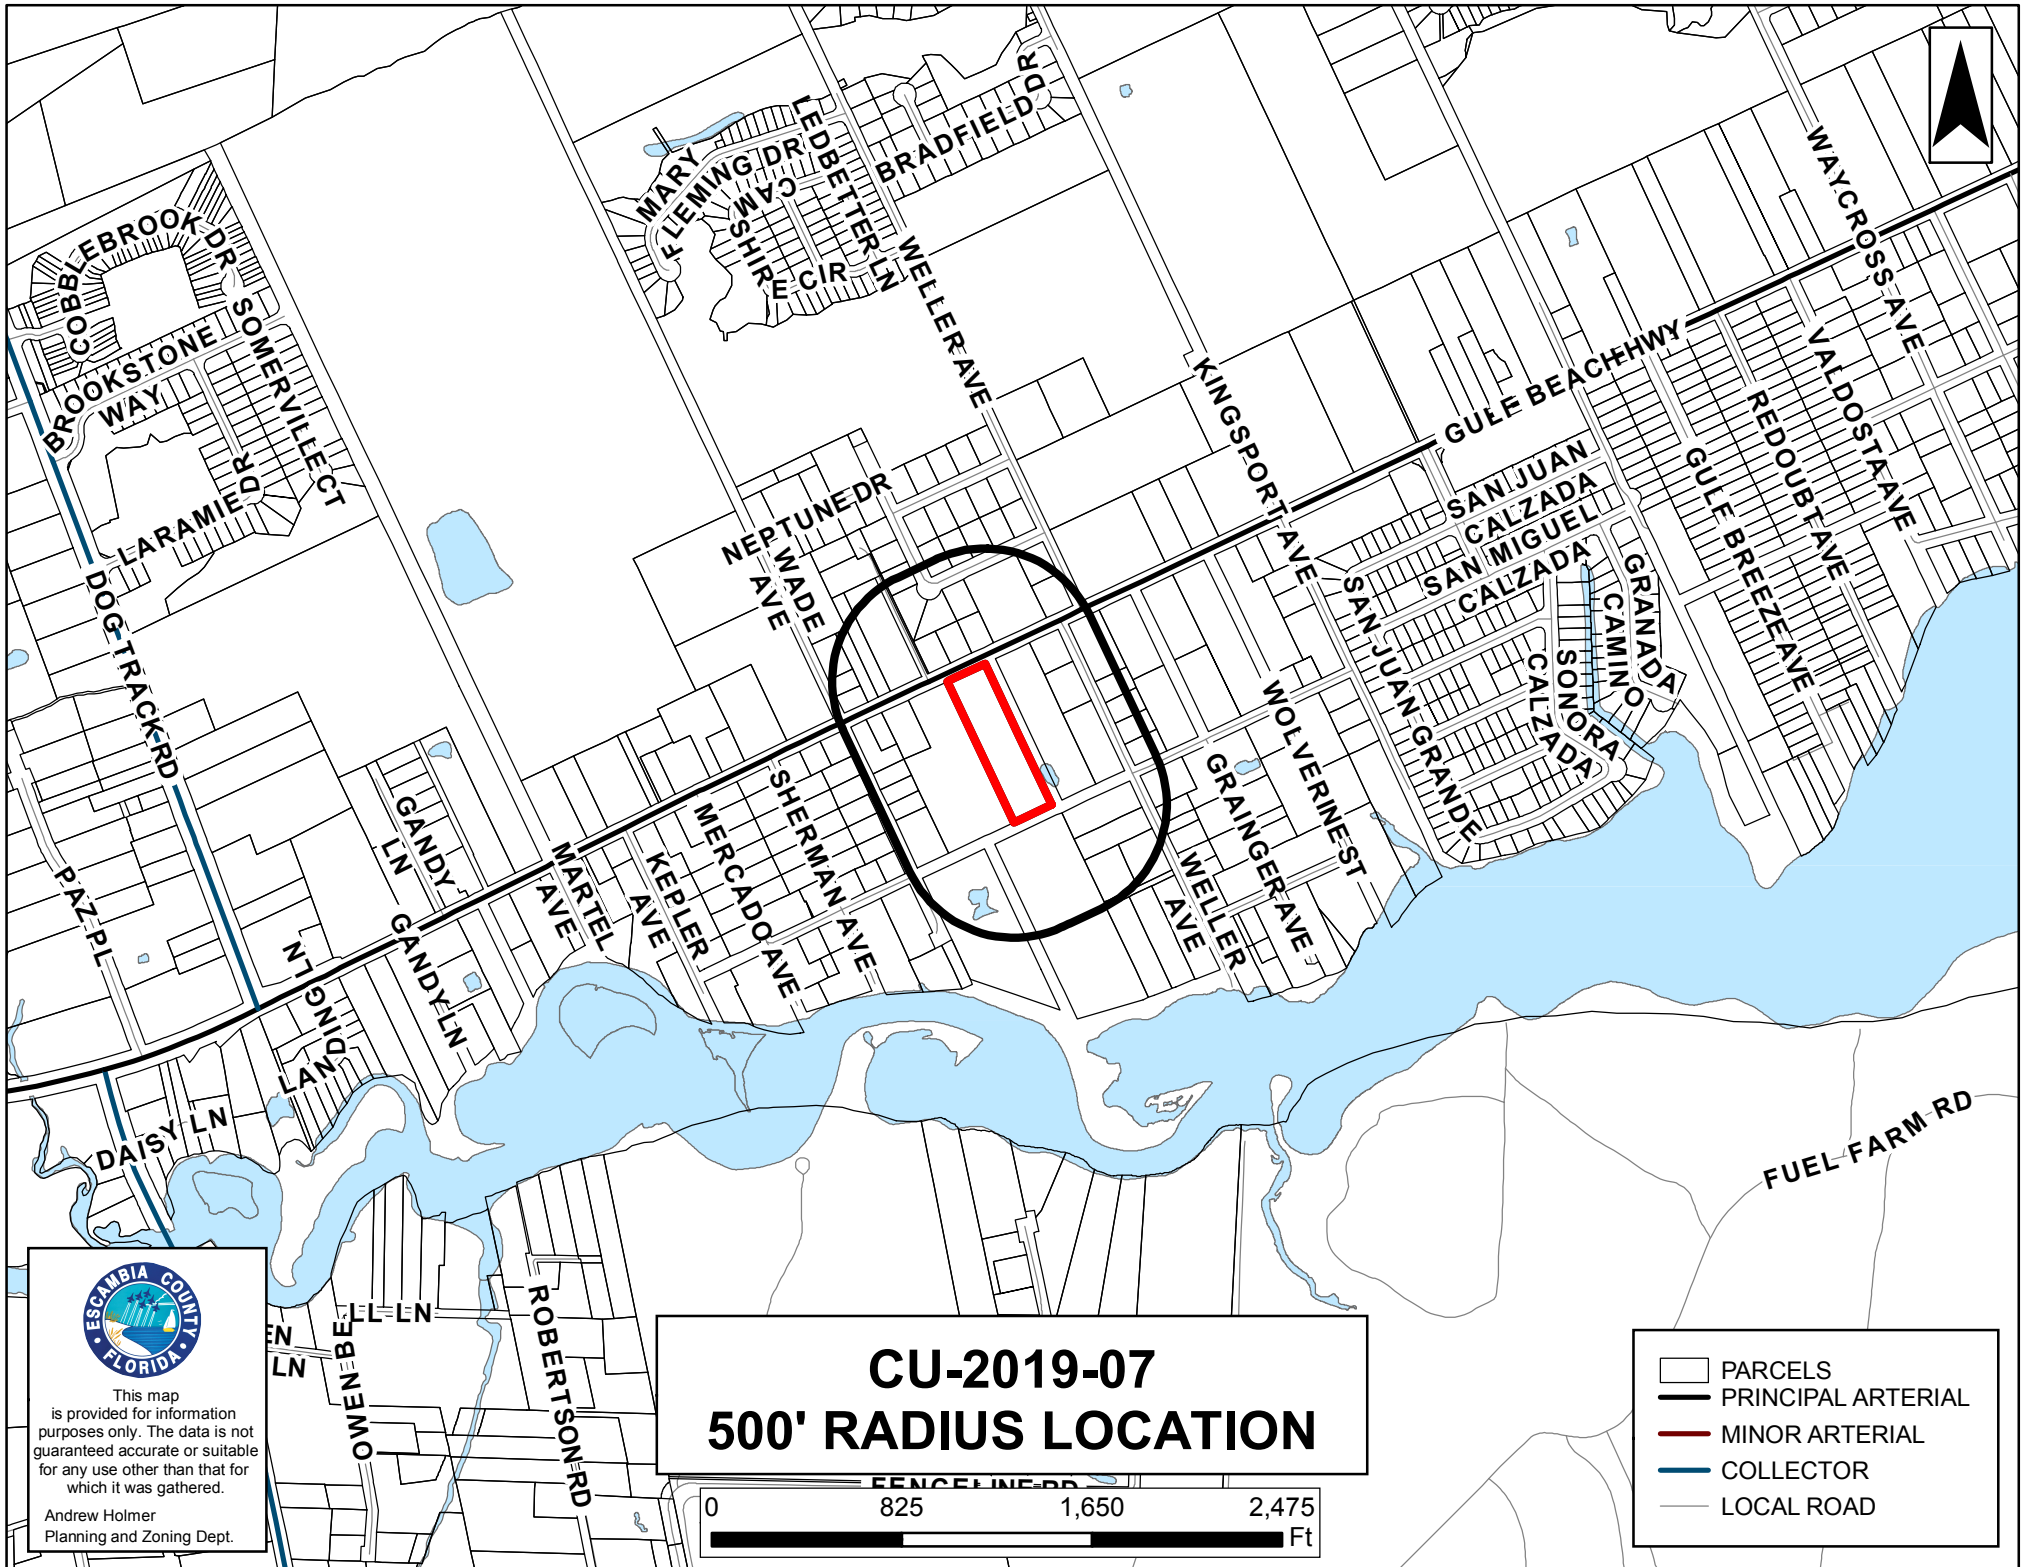 MARY
FLEMING DR
LEDBETTER LN
CAMSHIRE CIR
BRADFIELD DR
WELLER AVE
WAYCROSS AVE
COBBLEBROOK DR
SOMERVILLE CT
BROOKSTONE
WAY
LARAMIE DR
DOG TRACK RD
NEPTUNE DR
WADE
AVE
KINGSPORT AVE
GULF BEACH HWY
SAN JUAN
CALZADA
SAN MIGUEL
CALZADA
GULF BREEZE AVE
REDOUBT AVE
VALDOSTA AVE
GRANADA
CAMINO
SONORA
CALZADA
SAN JUAN GRANDE
WOLVERINE ST
GRAINGER AVE
WELLER
AVE
SHERMAN AVE
MERCADO AVE
KEPLER
AVE
MARTEL
AVE
GANDY
LN
GANDY LN
PAZ PL
LANDING LN
DAISY LN
FUEL FARM RD
OWEN BELL LN
EN
LN
ROBERTSON RD
FENCELINE RD
ESCAMBIA COUNTY
FLORIDA
This map
is provided for information
purposes only. The data is not
guaranteed accurate or suitable
for any use other than that for
which it was gathered.
Andrew Holmer
Planning and Zoning Dept.
CU-2019-07
500' RADIUS LOCATION
0 825 1,650 2,475
Ft
PARCELS
PRINCIPAL ARTERIAL
MINOR ARTERIAL
COLLECTOR
LOCAL ROAD